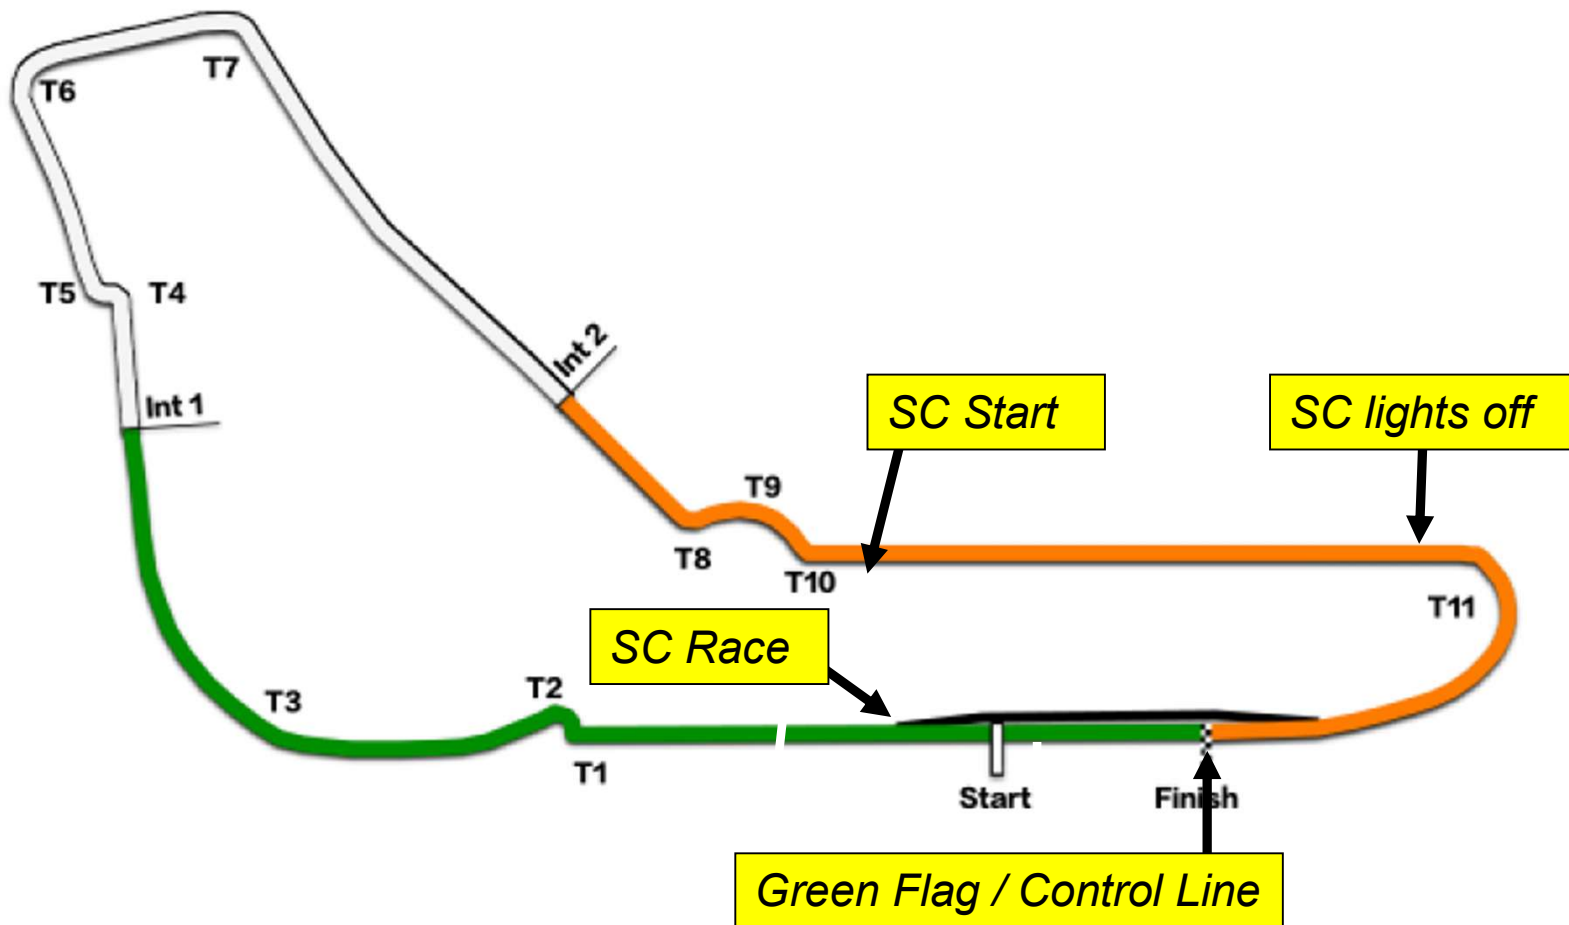 T7
T6
T5
T4
Int 2
Int 1
SC Start
SC lights off
T9
T8
T10
T11
SC Race
T2
T3
T1
Start
Finish
Green Flag / Control Line